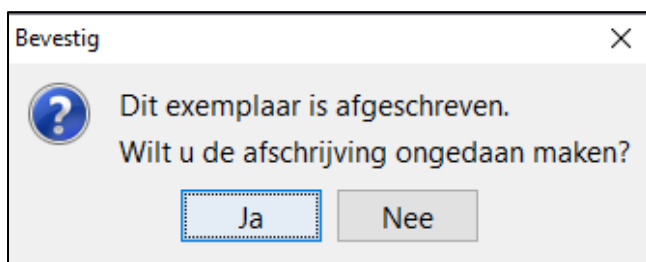 Bevestig
Dit exemplaar is afgeschreven.
Wilt u de afschrijving ongedaan maken?
Ja Nee